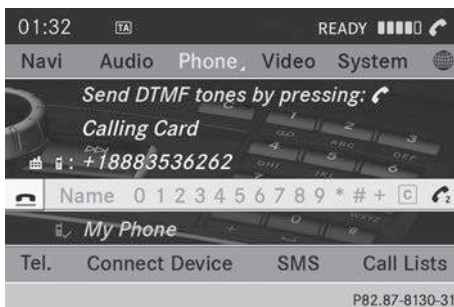 01:32 TA READY
Navi Audio Phone Video System
Send DTMF tones by pressing:
Calling Card
: +18883536262
Name 0 1 2 3 4 5 6 7 8 9 * # + C 2
My Phone
Tel. Connect Device SMS Call Lists
P82.87-8130-31